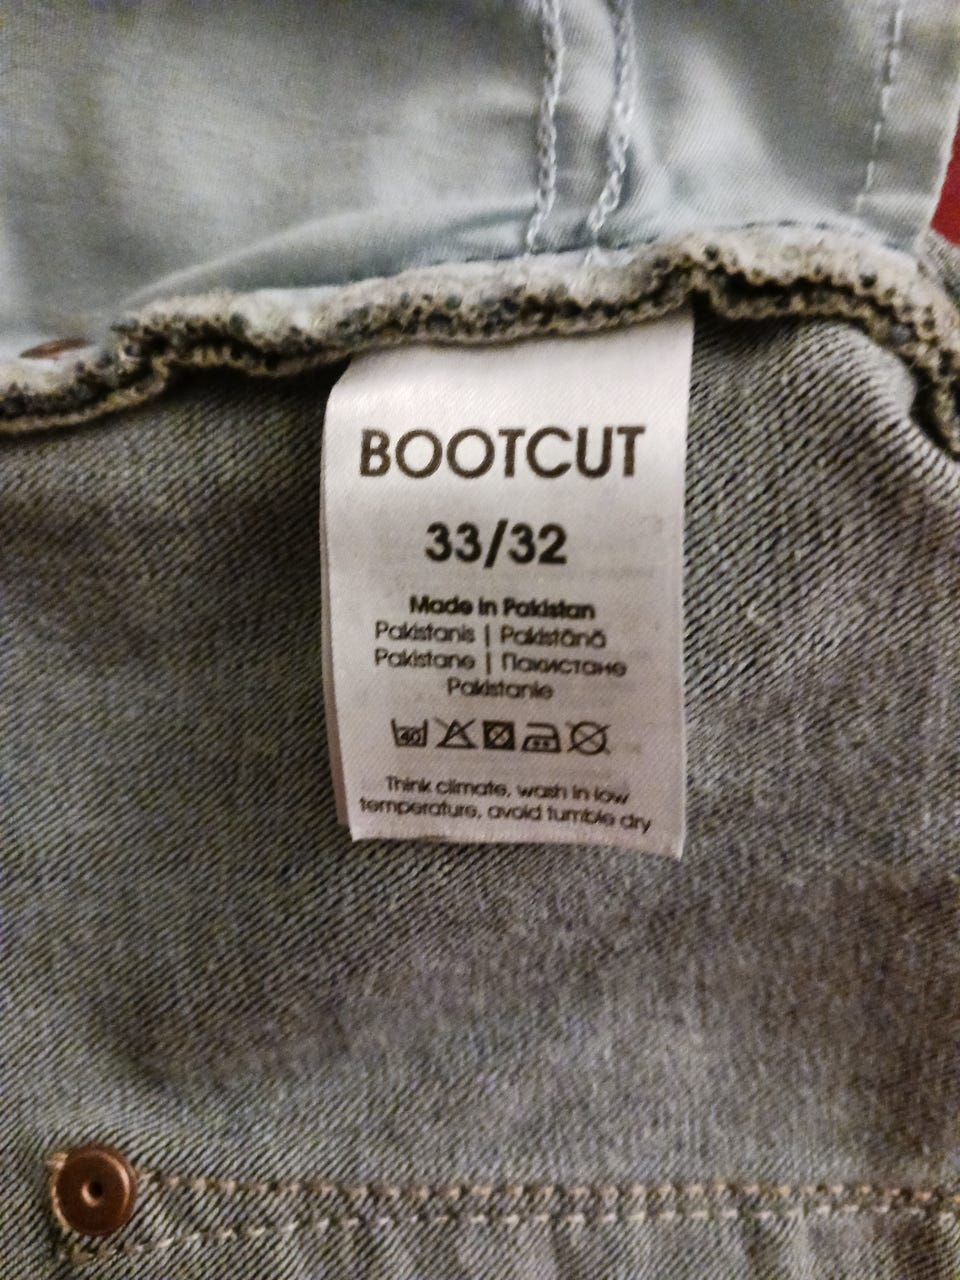 BOOTCUT
33/32
Made in Pakistan
Pakistanis | Pakistānā
Pakistane | Пакистане
Pakistanie
40
Think climate, wash in low
temperature, avoid tumble dry